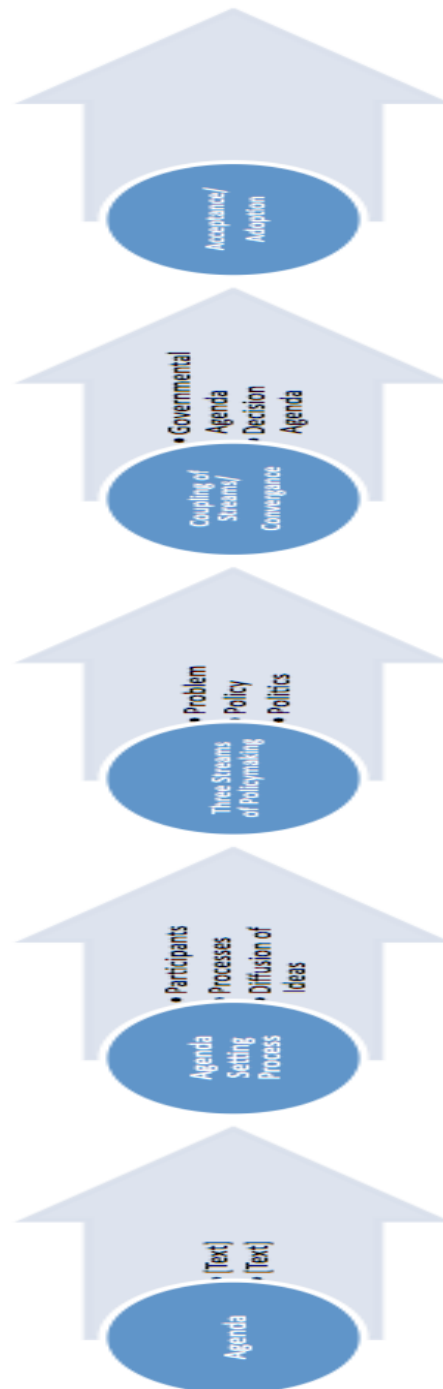 Agenda
• [Text]
• [Text]
Agenda
Setting
Process
• Participants
• Processes
• Diffusion of
Ideas
Three Streams
of Policymaking
• Problem
• Policy
• Politics
Coupling of
Streams/
Convergance
• Governmental
Agenda
• Decision
Agenda
Acceptance/
Adoption